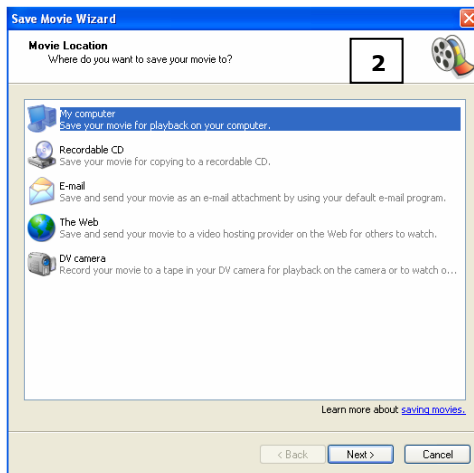 Save Movie Wizard
Movie Location
Where do you want to save your movie to?
2
My computer
Save your movie for playback on your computer.
Recordable CD
Save your movie for copying to a recordable CD.
E-mail
Save and send your movie as an e-mail attachment by using your default e-mail program.
The Web
Save and send your movie to a video hosting provider on the Web for others to watch.
DV camera
Record your movie to a tape in your DV camera for playback on the camera or to watch o...
Learn more about saving movies.
< Back Next > Cancel